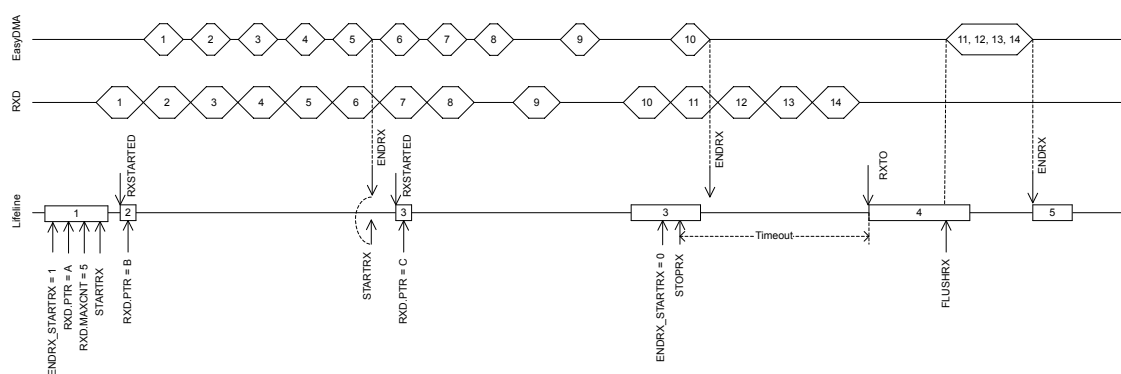 EasyDMA
1
2
3
4
5
6
7
8
9
10
11, 12, 13, 14
RXD
1
2
3
4
5
6
7
8
9
10
11
12
13
14
RXSTARTED
ENDRX
RXSTARTED
ENDRX
RXTO
ENDRX
Lifeline
1
2
3
3
4
5
Timeout
ENDRX_STARTRX = 1
RXD.PTR = A
RXD.MAXCNT = 5
STARTRX
RXD.PTR = B
STARTRX
RXD.PTR = C
ENDRX_STARTRX = 0
STOPRX
FLUSHRX